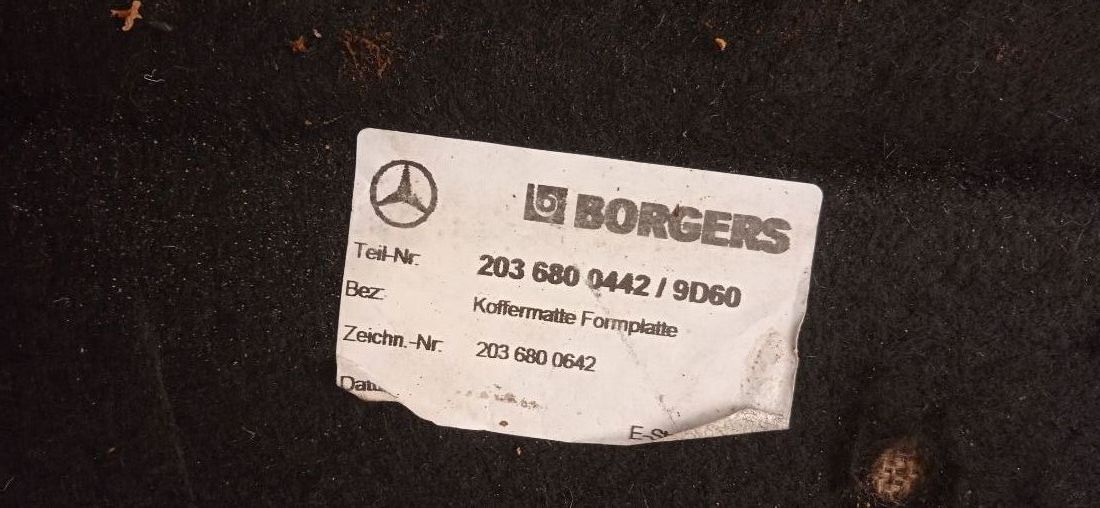 BORGERS
Teil-Nr. 203 680 0442 / 9D60
Bez: Koffermatte Formplatte
Zeichn.-Nr. 203 680 0642